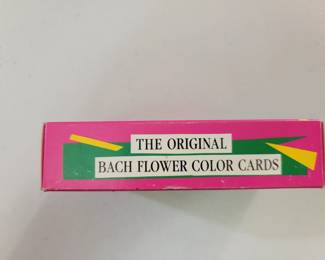 THE ORIGINAL
BACH FLOWER COLOR CARDS